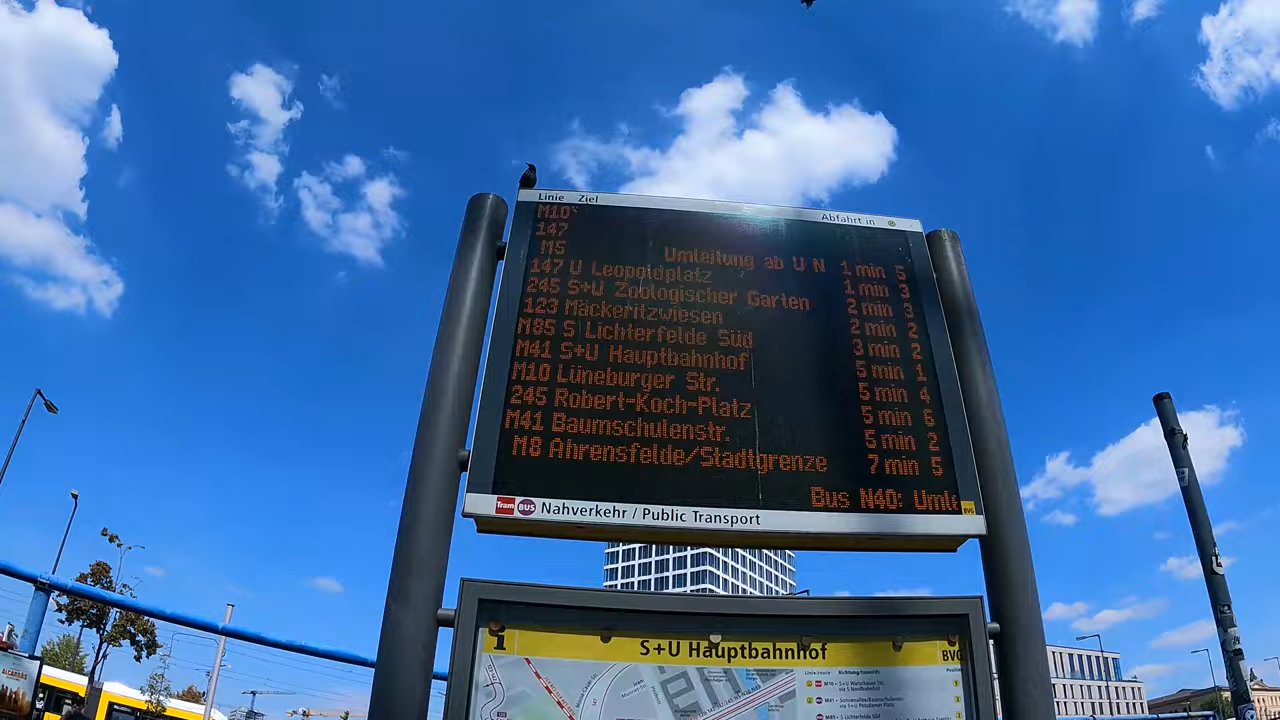 Linie Ziel Abfahrt in
M10
147
M5 Umleitung ab U N 1 min 5
147 U Leopoldplatz 1 min 3
245 S+U Zoologischer Garten 2 min 3
123 Mäckeritzwiesen 2 min 2
M85 S Lichterfelde Süd 3 min 2
M41 S+U Hauptbahnhof 5 min 1
M10 Lüneburger Str. 5 min 4
245 Robert-Koch-Platz 5 min 6
M41 Baumschulenstr. 5 min 2
M8 Ahrensfelde/Stadtgrenze 7 min 5
Bus N40: Uml
Tram BUS Nahverkehr / Public Transport BVG
i S+U Hauptbahnhof BVG